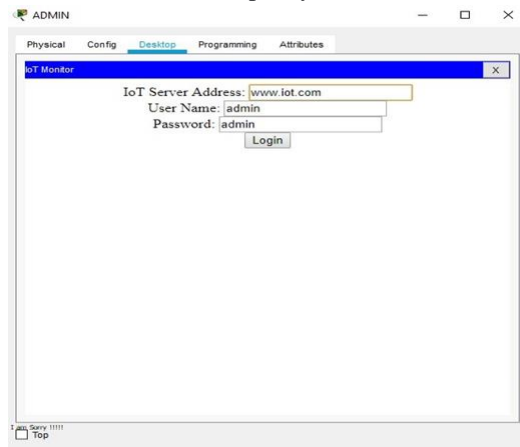 ADMIN
Physical Config Desktop Programming Attributes
IoT Monitor X
IoT Server Address: www.iot.com
User Name: admin
Password: admin
Login
I am Sorry !!!!!
Top